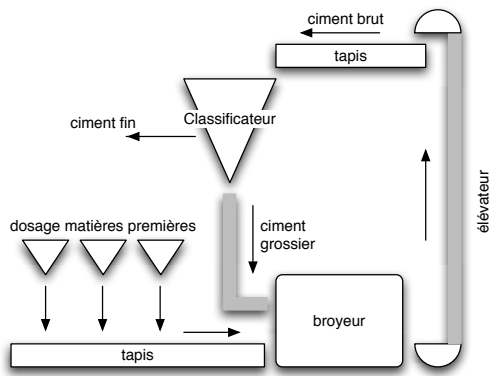 ciment brut
tapis
Classificateur
ciment fin
élévateur
dosage matières premières
ciment
grossier
broyeur
tapis